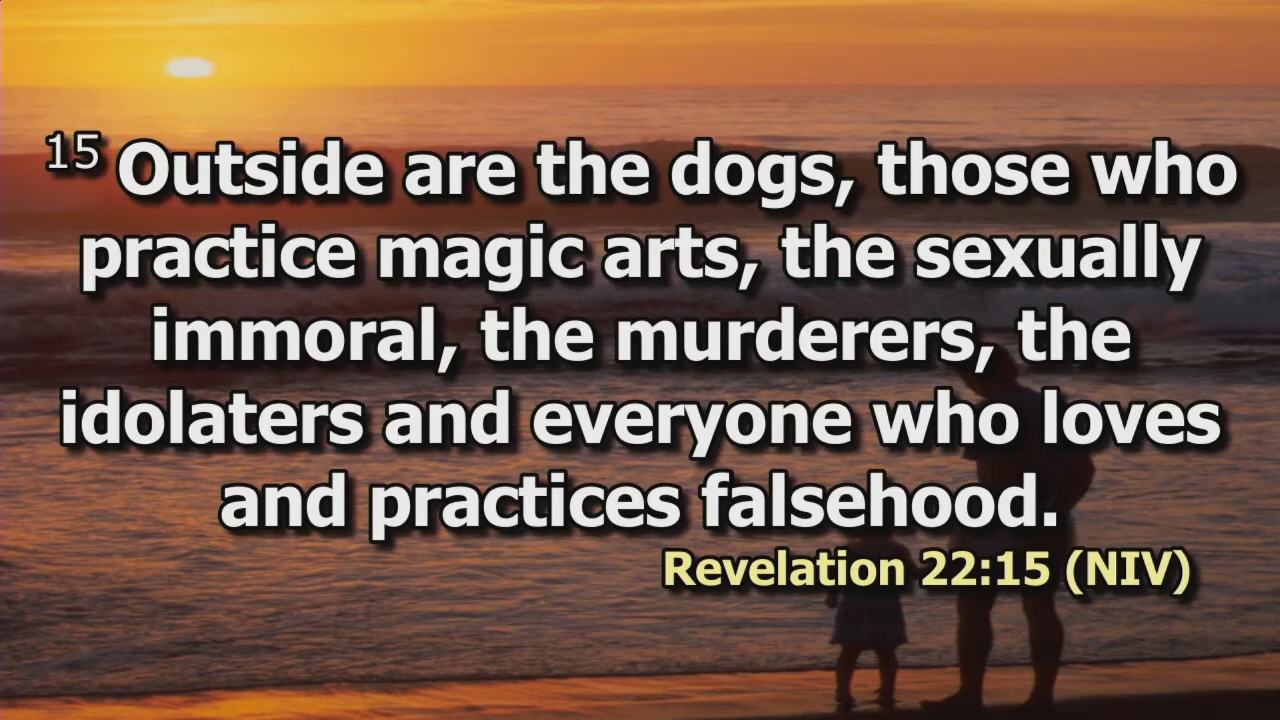 15 Outside are the dogs, those who
practice magic arts, the sexually
immoral, the murderers, the
idolaters and everyone who loves
and practices falsehood.
Revelation 22:15 (NIV)